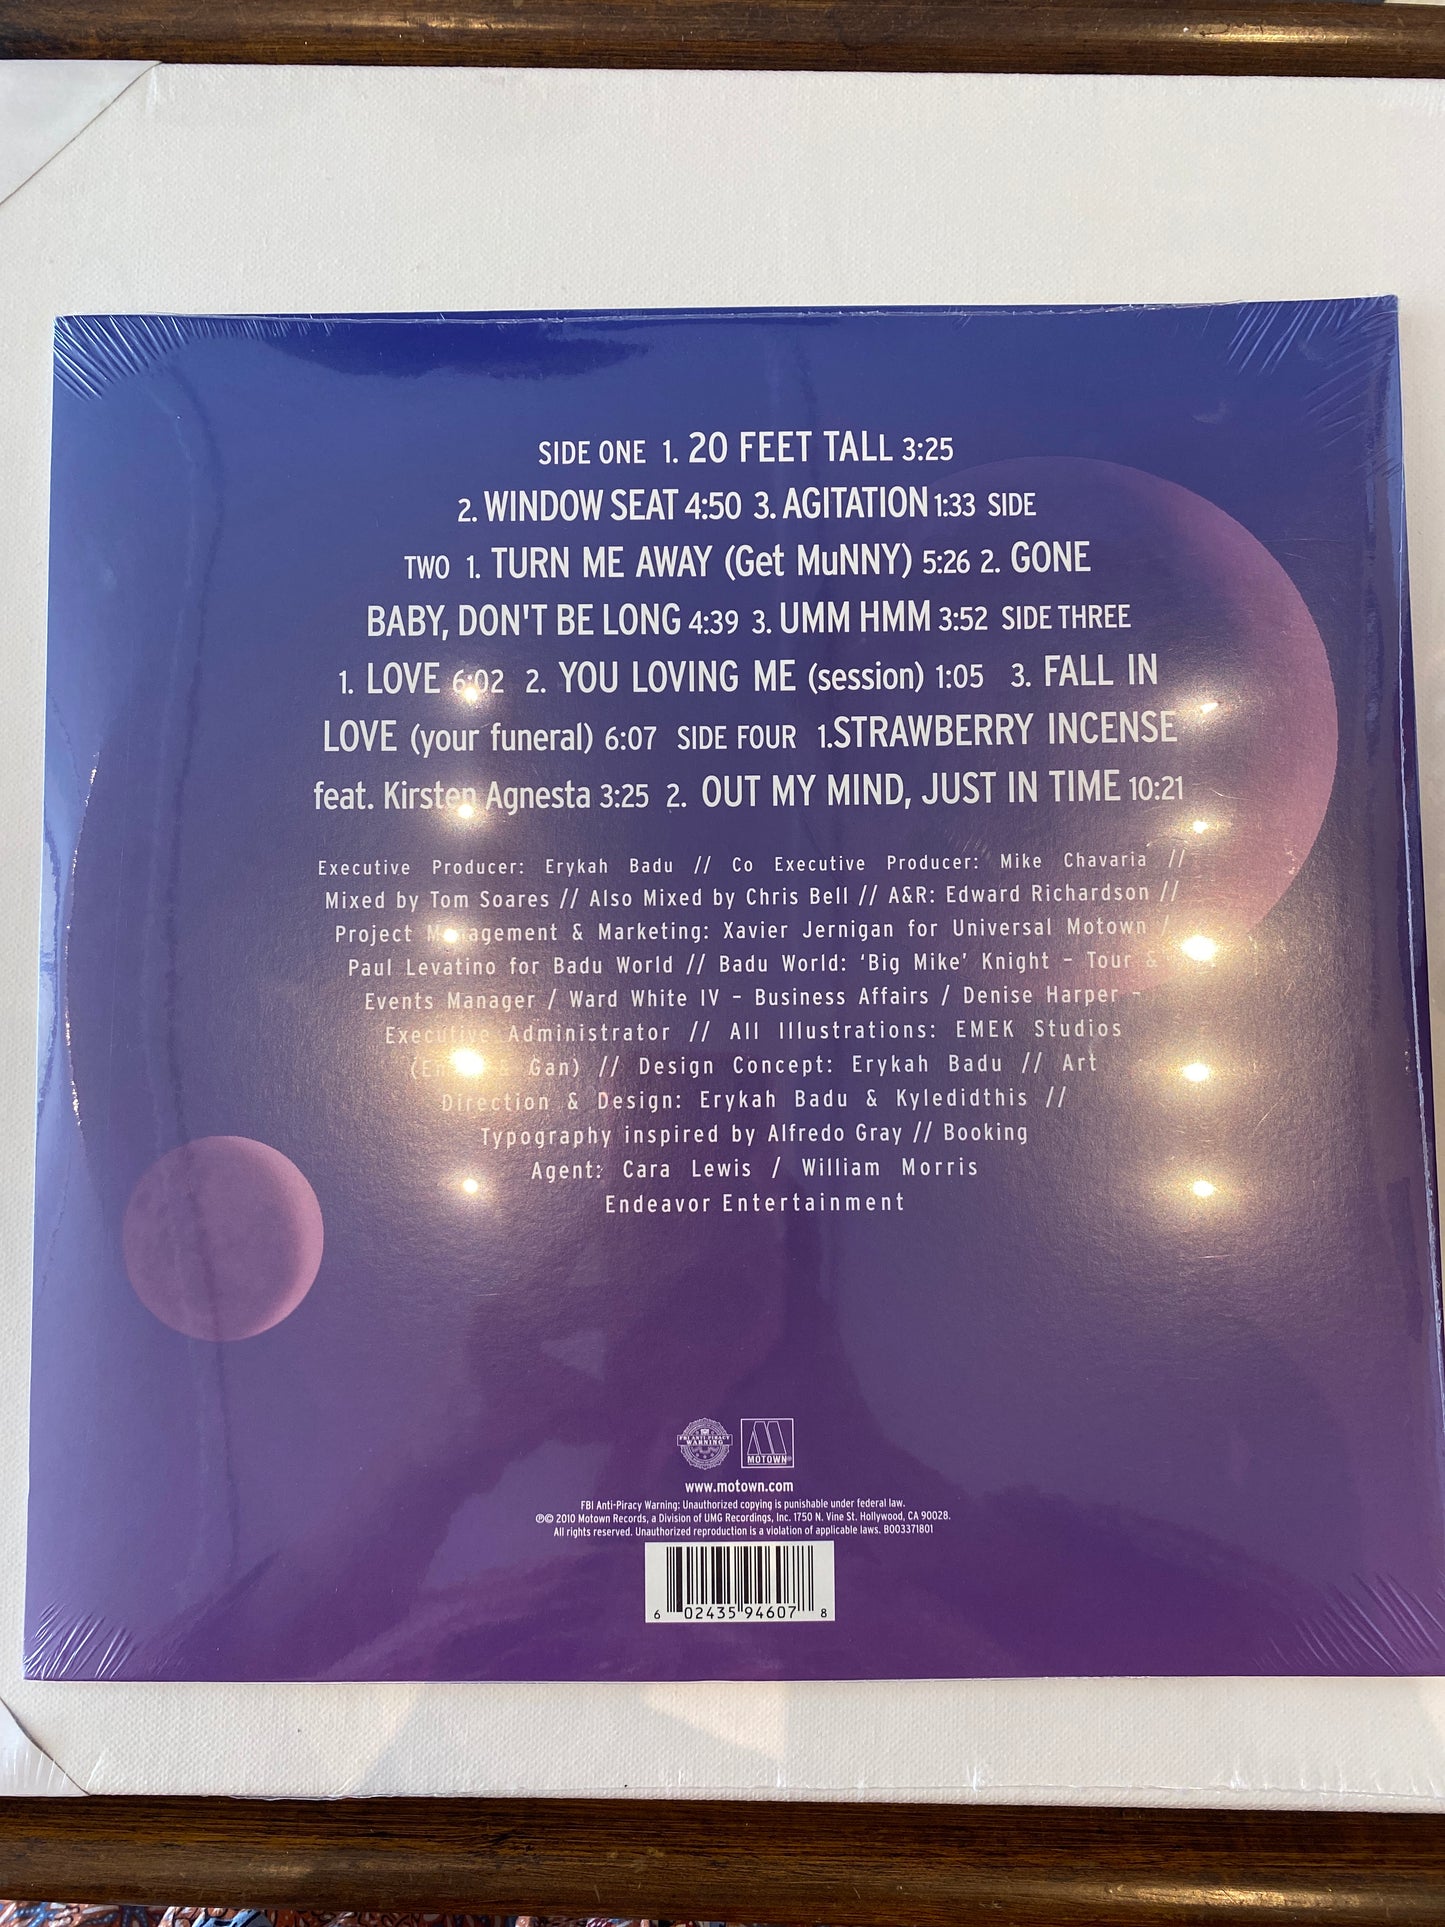 SIDE ONE 1. 20 FEET TALL 3:25
2. WINDOW SEAT 4:50 3. AGITATION 1:33 SIDE
TWO 1. TURN ME AWAY (Get MuNNY) 5:26 2. GONE
BABY, DON'T BE LONG 4:39 3. UMM HMM 3:52 SIDE THREE
1. LOVE 6:02 2. YOU LOVING ME (session) 1:05 3. FALL IN
LOVE (your funeral) 6:07 SIDE FOUR 1.STRAWBERRY INCENSE
feat. Kirsten Agnesta 3:25 2. OUT MY MIND, JUST IN TIME 10:21
Executive Producer: Erykah Badu // Co Executive Producer: Mike Chavaria //
Mixed by Tom Soares // Also Mixed by Chris Bell // A&R: Edward Richardson //
Project Management & Marketing: Xavier Jernigan for Universal Motown /
Paul Levatino for Badu World // Badu World: ‘Big Mike’ Knight – Tour &
Events Manager / Ward White IV – Business Affairs / Denise Harper –
Executive Administrator // All Illustrations: EMEK Studios
& Gan) // Design Concept: Erykah Badu // Art
Direction & Design: Erykah Badu & Kyledidthis //
Typography inspired by Alfredo Gray // Booking
Agent: Cara Lewis / William Morris
Endeavor Entertainment
FBI ANTI-PIRACY
WARNING
MOTOWN®
www.motown.com
FBI Anti-Piracy Warning: Unauthorized copying is punishable under federal law.
℗© 2010 Motown Records, a Division of UMG Recordings, Inc. 1750 N. Vine St. Hollywood, CA 90028.
All rights reserved. Unauthorized reproduction is a violation of applicable laws. B003371801
6 02435 94607 8